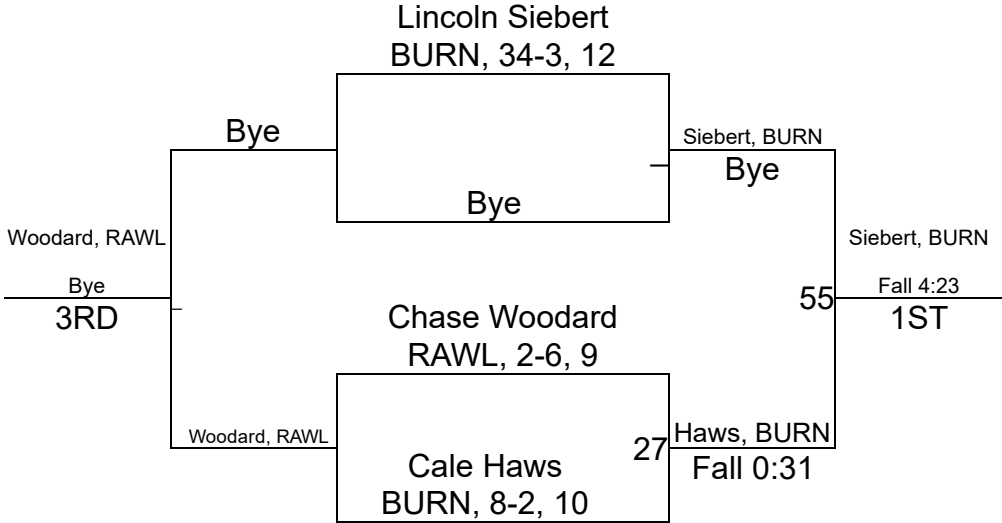 Lincoln Siebert
BURN, 34-3, 12
Bye
Siebert, BURN
Bye
Bye
Woodard, RAWL
Bye
3RD
Siebert, BURN
55
Fall 4:23
1ST
Chase Woodard
RAWL, 2-6, 9
Woodard, RAWL
27
Haws, BURN
Fall 0:31
Cale Haws
BURN, 8-2, 10